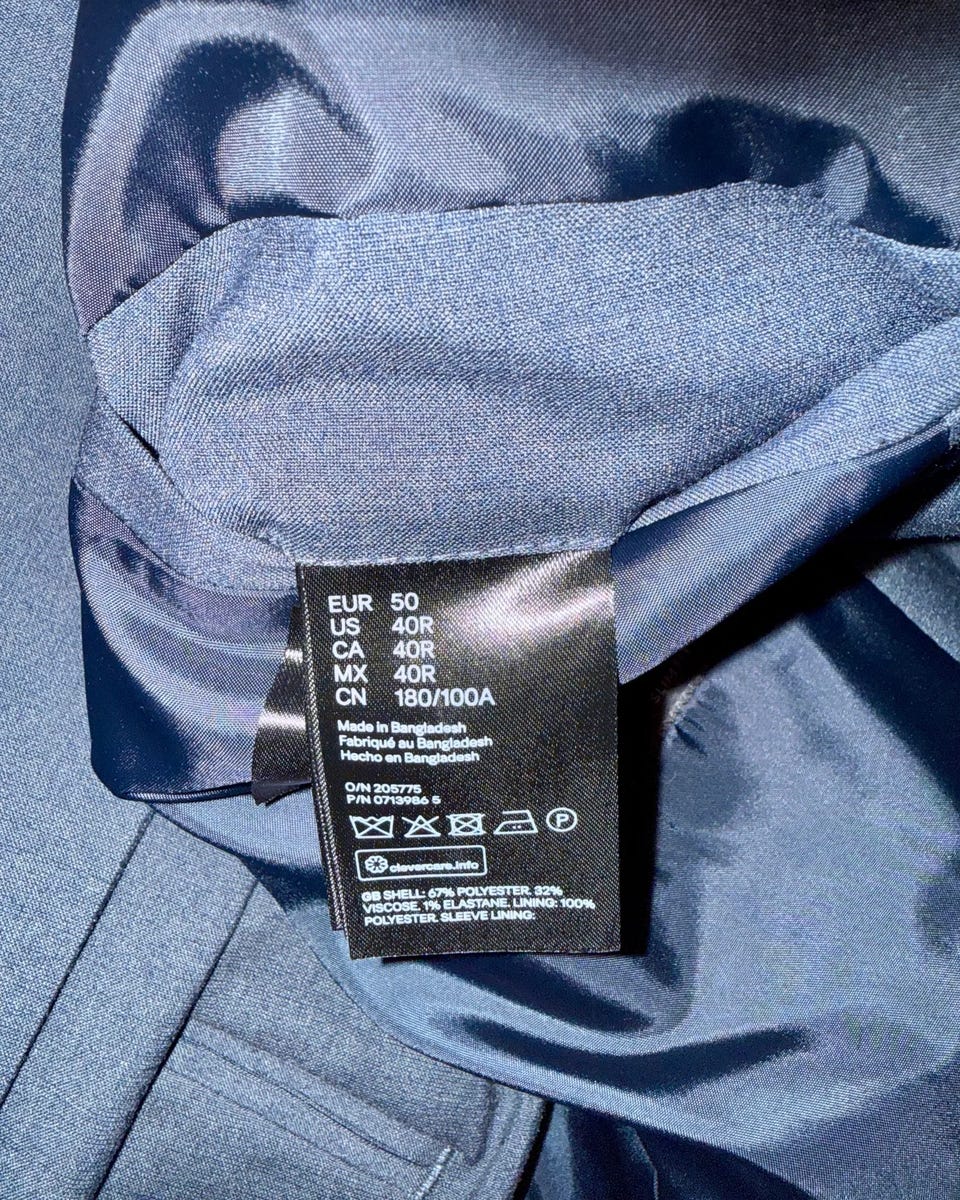 EUR 50
US 40R
CA 40R
MX 40R
CN 180/100A
Made in Bangladesh
Fabriqué au Bangladesh
Hecho en Bangladesh
O/N 205775
P/N 0713986 5
P
clevercare.info
GB SHELL: 67% POLYESTER. 32%
VISCOSE. 1% ELASTANE. LINING: 100%
POLYESTER. SLEEVE LINING: